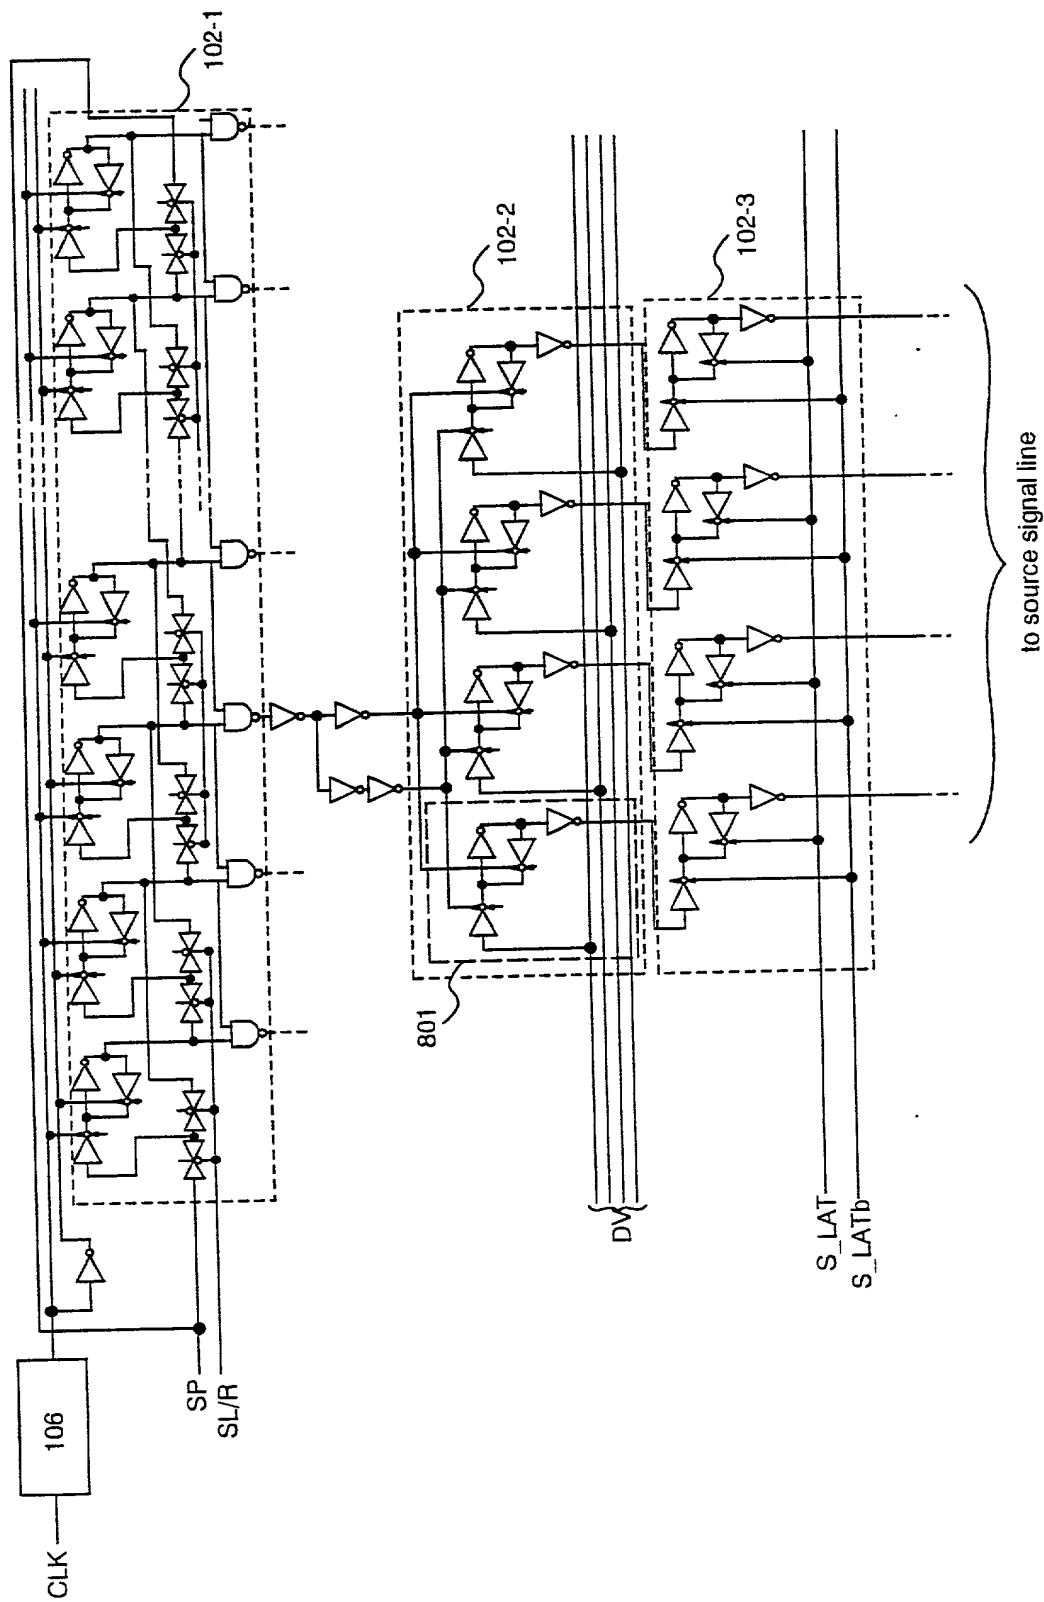 CLK
106
SP
SL/R
102-1
801
102-2
DV
102-3
S_LAT
S_LATb
to source signal line